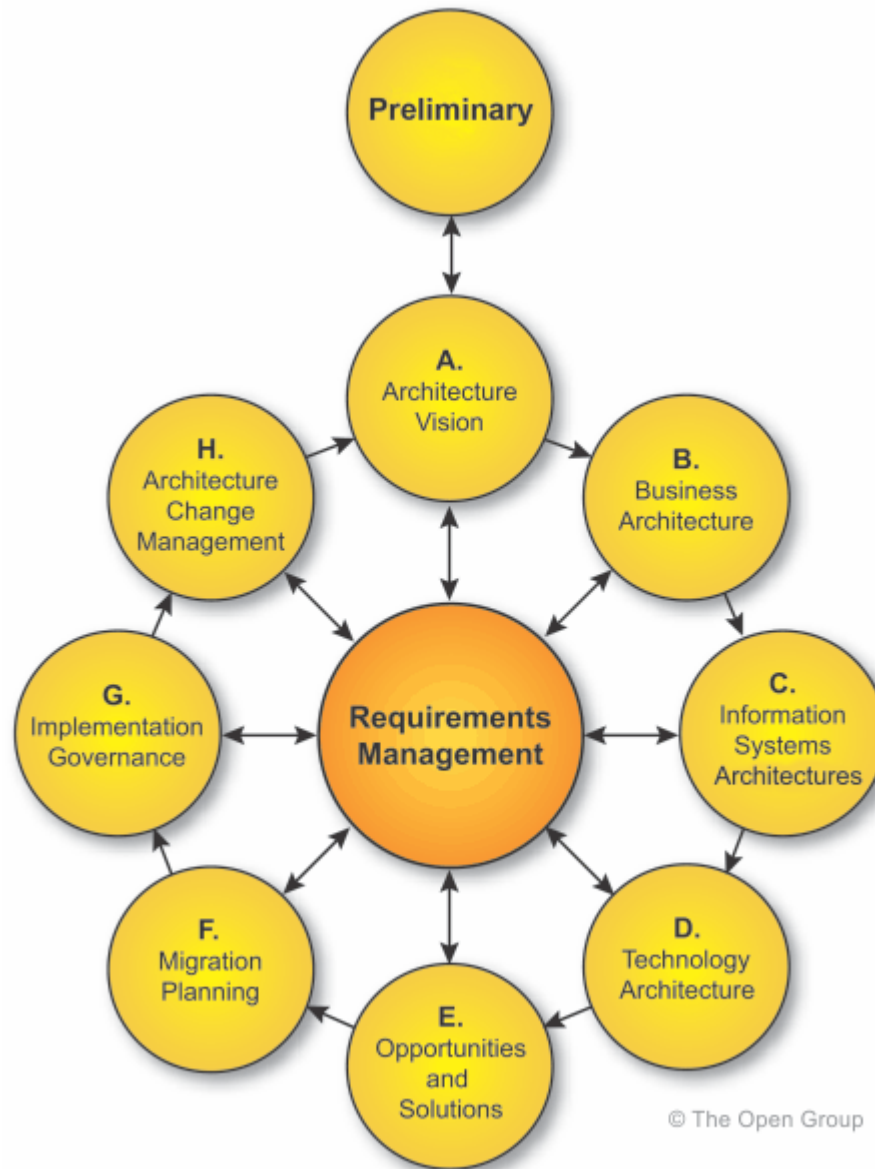 Preliminary
A.
Architecture
Vision
B.
Business
Architecture
C.
Information
Systems
Architectures
D.
Technology
Architecture
E.
Opportunities
and
Solutions
F.
Migration
Planning
G.
Implementation
Governance
H.
Architecture
Change
Management
Requirements
Management
© The Open Group